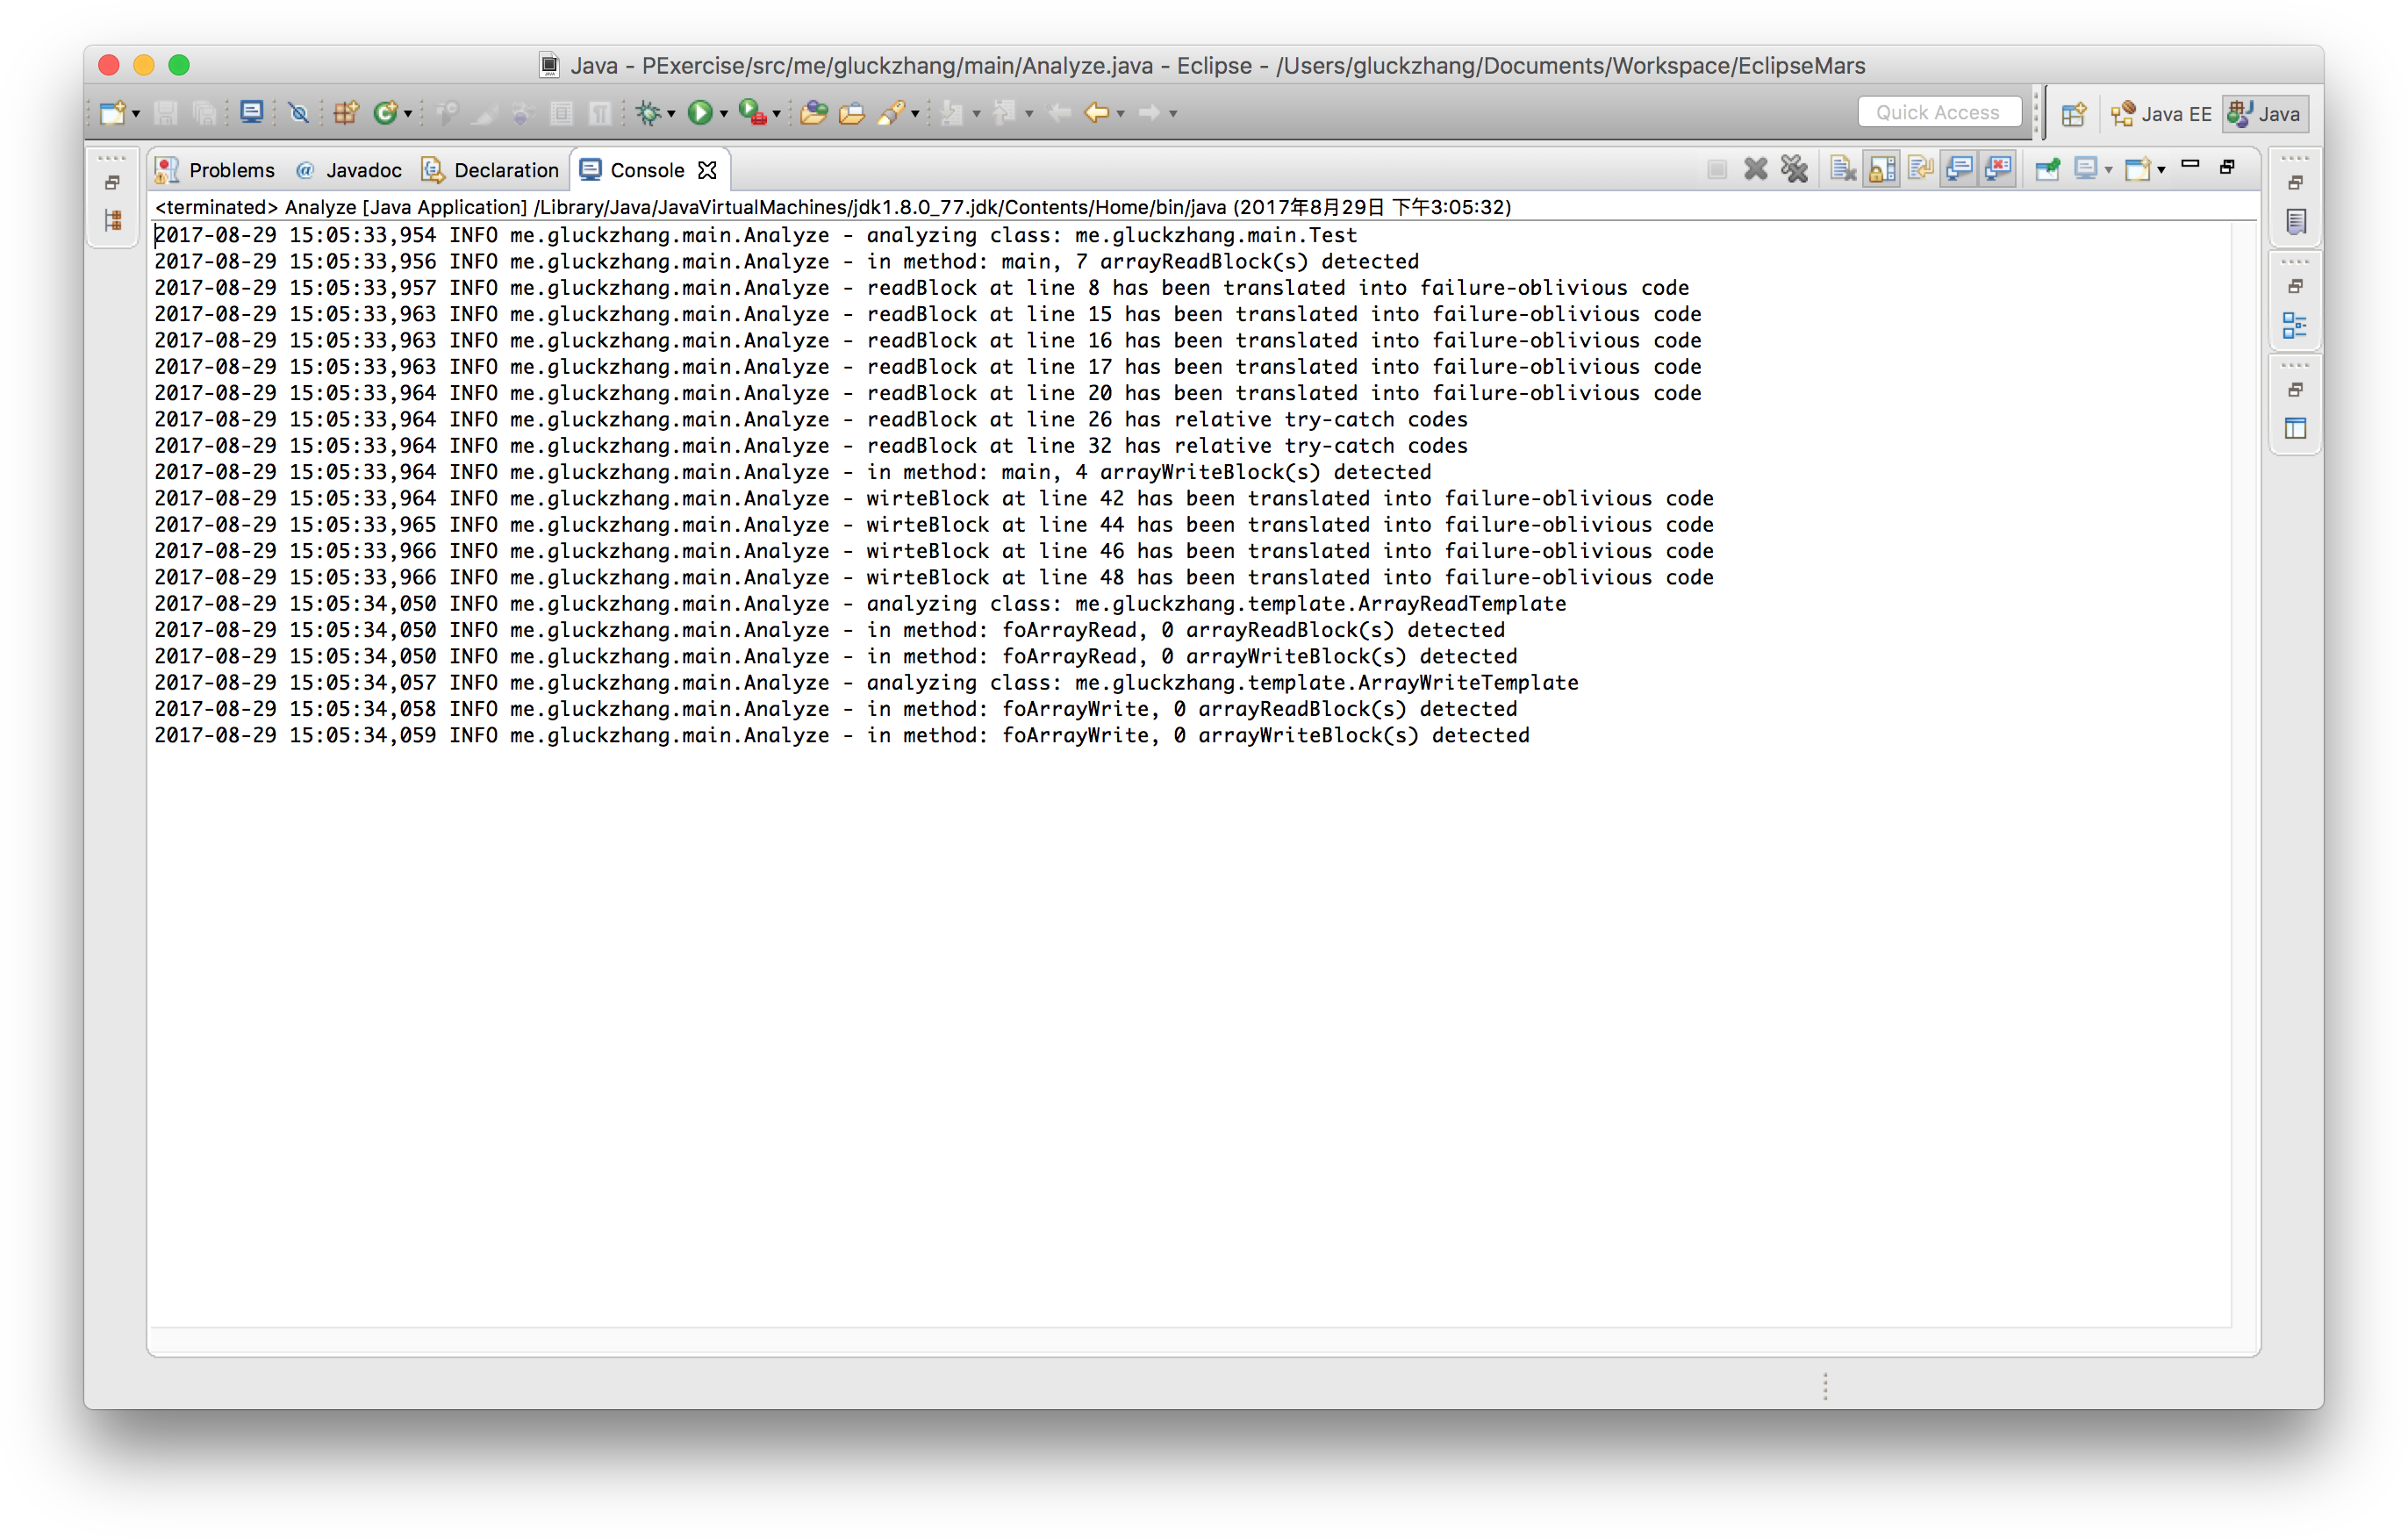 Java - PExercise/src/me/gluckzhang/main/Analyze.java - Eclipse - /Users/gluckzhang/Documents/Workspace/EclipseMars
Quick Access
Java EE
Java
Problems
Javadoc
Declaration
Console
<terminated> Analyze [Java Application] /Library/Java/JavaVirtualMachines/jdk1.8.0_77.jdk/Contents/Home/bin/java (2017年8月29日 下午3:05:32)
2017-08-29 15:05:33,954 INFO me.gluckzhang.main.Analyze - analyzing class: me.gluckzhang.main.Test
2017-08-29 15:05:33,956 INFO me.gluckzhang.main.Analyze - in method: main, 7 arrayReadBlock(s) detected
2017-08-29 15:05:33,957 INFO me.gluckzhang.main.Analyze - readBlock at line 8 has been translated into failure-oblivious code
2017-08-29 15:05:33,963 INFO me.gluckzhang.main.Analyze - readBlock at line 15 has been translated into failure-oblivious code
2017-08-29 15:05:33,963 INFO me.gluckzhang.main.Analyze - readBlock at line 16 has been translated into failure-oblivious code
2017-08-29 15:05:33,963 INFO me.gluckzhang.main.Analyze - readBlock at line 17 has been translated into failure-oblivious code
2017-08-29 15:05:33,964 INFO me.gluckzhang.main.Analyze - readBlock at line 20 has been translated into failure-oblivious code
2017-08-29 15:05:33,964 INFO me.gluckzhang.main.Analyze - readBlock at line 26 has relative try-catch codes
2017-08-29 15:05:33,964 INFO me.gluckzhang.main.Analyze - readBlock at line 32 has relative try-catch codes
2017-08-29 15:05:33,964 INFO me.gluckzhang.main.Analyze - in method: main, 4 arrayWriteBlock(s) detected
2017-08-29 15:05:33,964 INFO me.gluckzhang.main.Analyze - wirteBlock at line 42 has been translated into failure-oblivious code
2017-08-29 15:05:33,965 INFO me.gluckzhang.main.Analyze - wirteBlock at line 44 has been translated into failure-oblivious code
2017-08-29 15:05:33,966 INFO me.gluckzhang.main.Analyze - wirteBlock at line 46 has been translated into failure-oblivious code
2017-08-29 15:05:33,966 INFO me.gluckzhang.main.Analyze - wirteBlock at line 48 has been translated into failure-oblivious code
2017-08-29 15:05:34,050 INFO me.gluckzhang.main.Analyze - analyzing class: me.gluckzhang.template.ArrayReadTemplate
2017-08-29 15:05:34,050 INFO me.gluckzhang.main.Analyze - in method: foArrayRead, 0 arrayReadBlock(s) detected
2017-08-29 15:05:34,050 INFO me.gluckzhang.main.Analyze - in method: foArrayRead, 0 arrayWriteBlock(s) detected
2017-08-29 15:05:34,057 INFO me.gluckzhang.main.Analyze - analyzing class: me.gluckzhang.template.ArrayWriteTemplate
2017-08-29 15:05:34,058 INFO me.gluckzhang.main.Analyze - in method: foArrayWrite, 0 arrayReadBlock(s) detected
2017-08-29 15:05:34,059 INFO me.gluckzhang.main.Analyze - in method: foArrayWrite, 0 arrayWriteBlock(s) detected